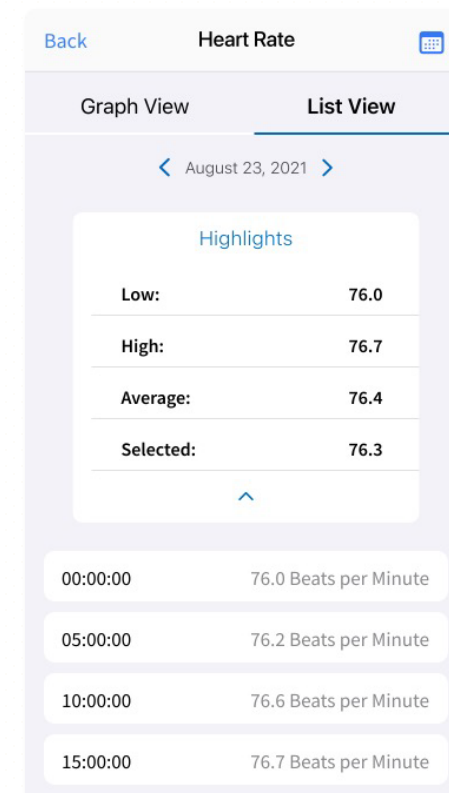 Back Heart Rate
Graph View List View
August 23, 2021
Highlights
Low: 76.0
High: 76.7
Average: 76.4
Selected: 76.3
00:00:00 76.0 Beats per Minute
05:00:00 76.2 Beats per Minute
10:00:00 76.6 Beats per Minute
15:00:00 76.7 Beats per Minute